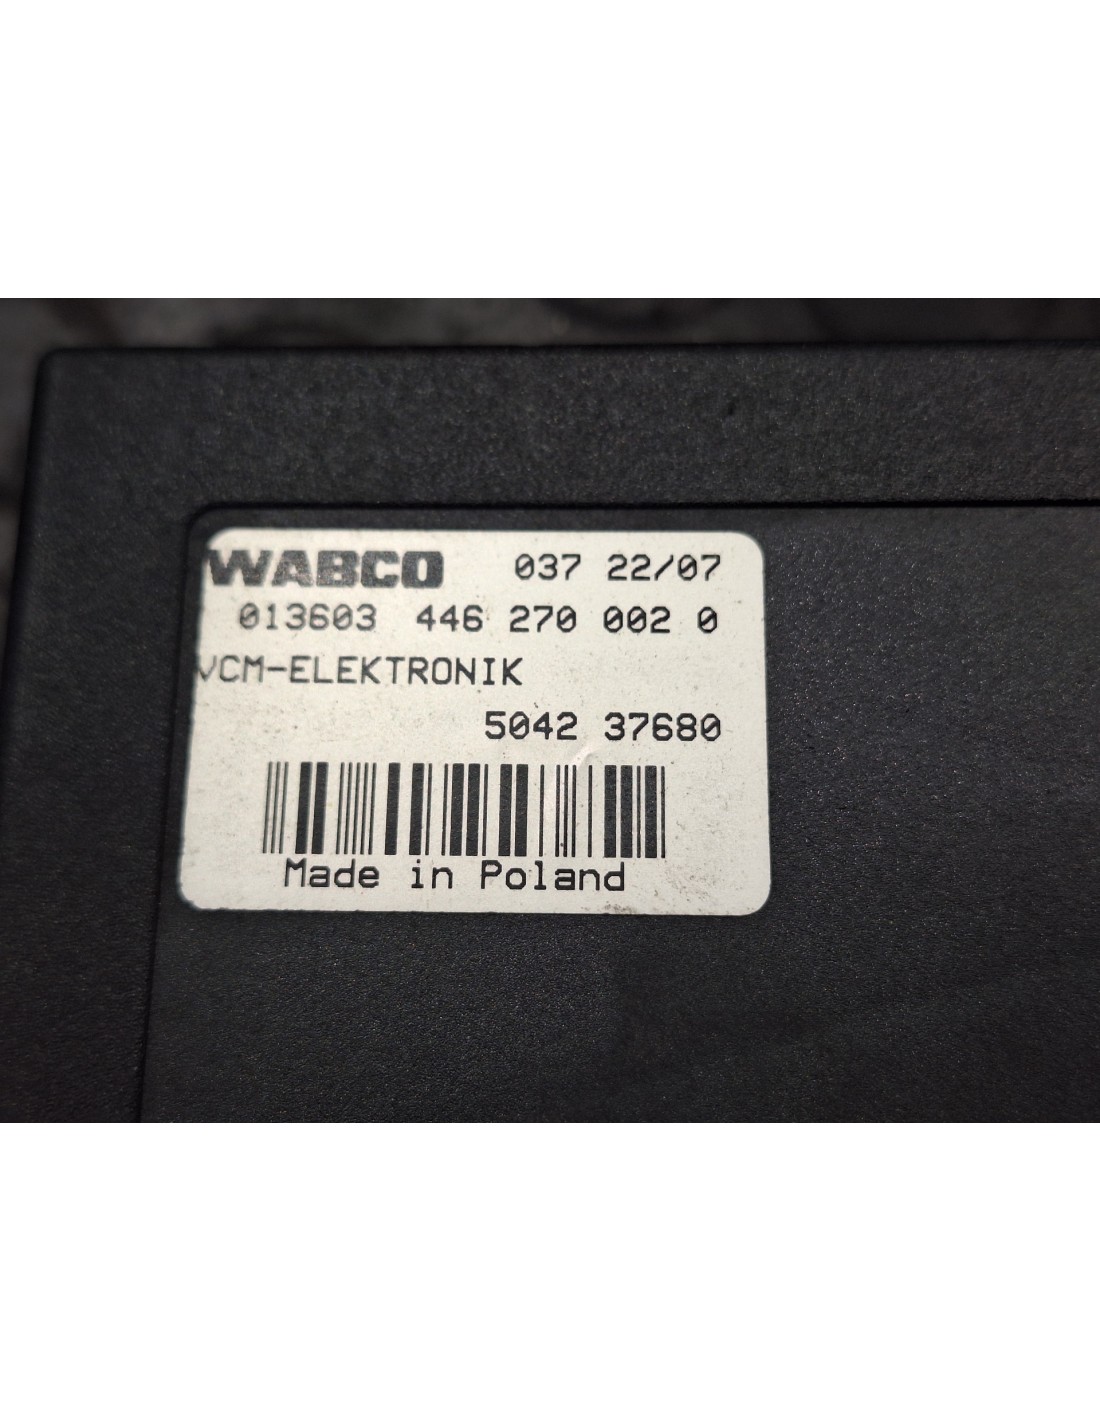 WABCO 037 22/07
013603 446 270 002 0
VCM-ELEKTRONIK
5042 37680
Made in Poland